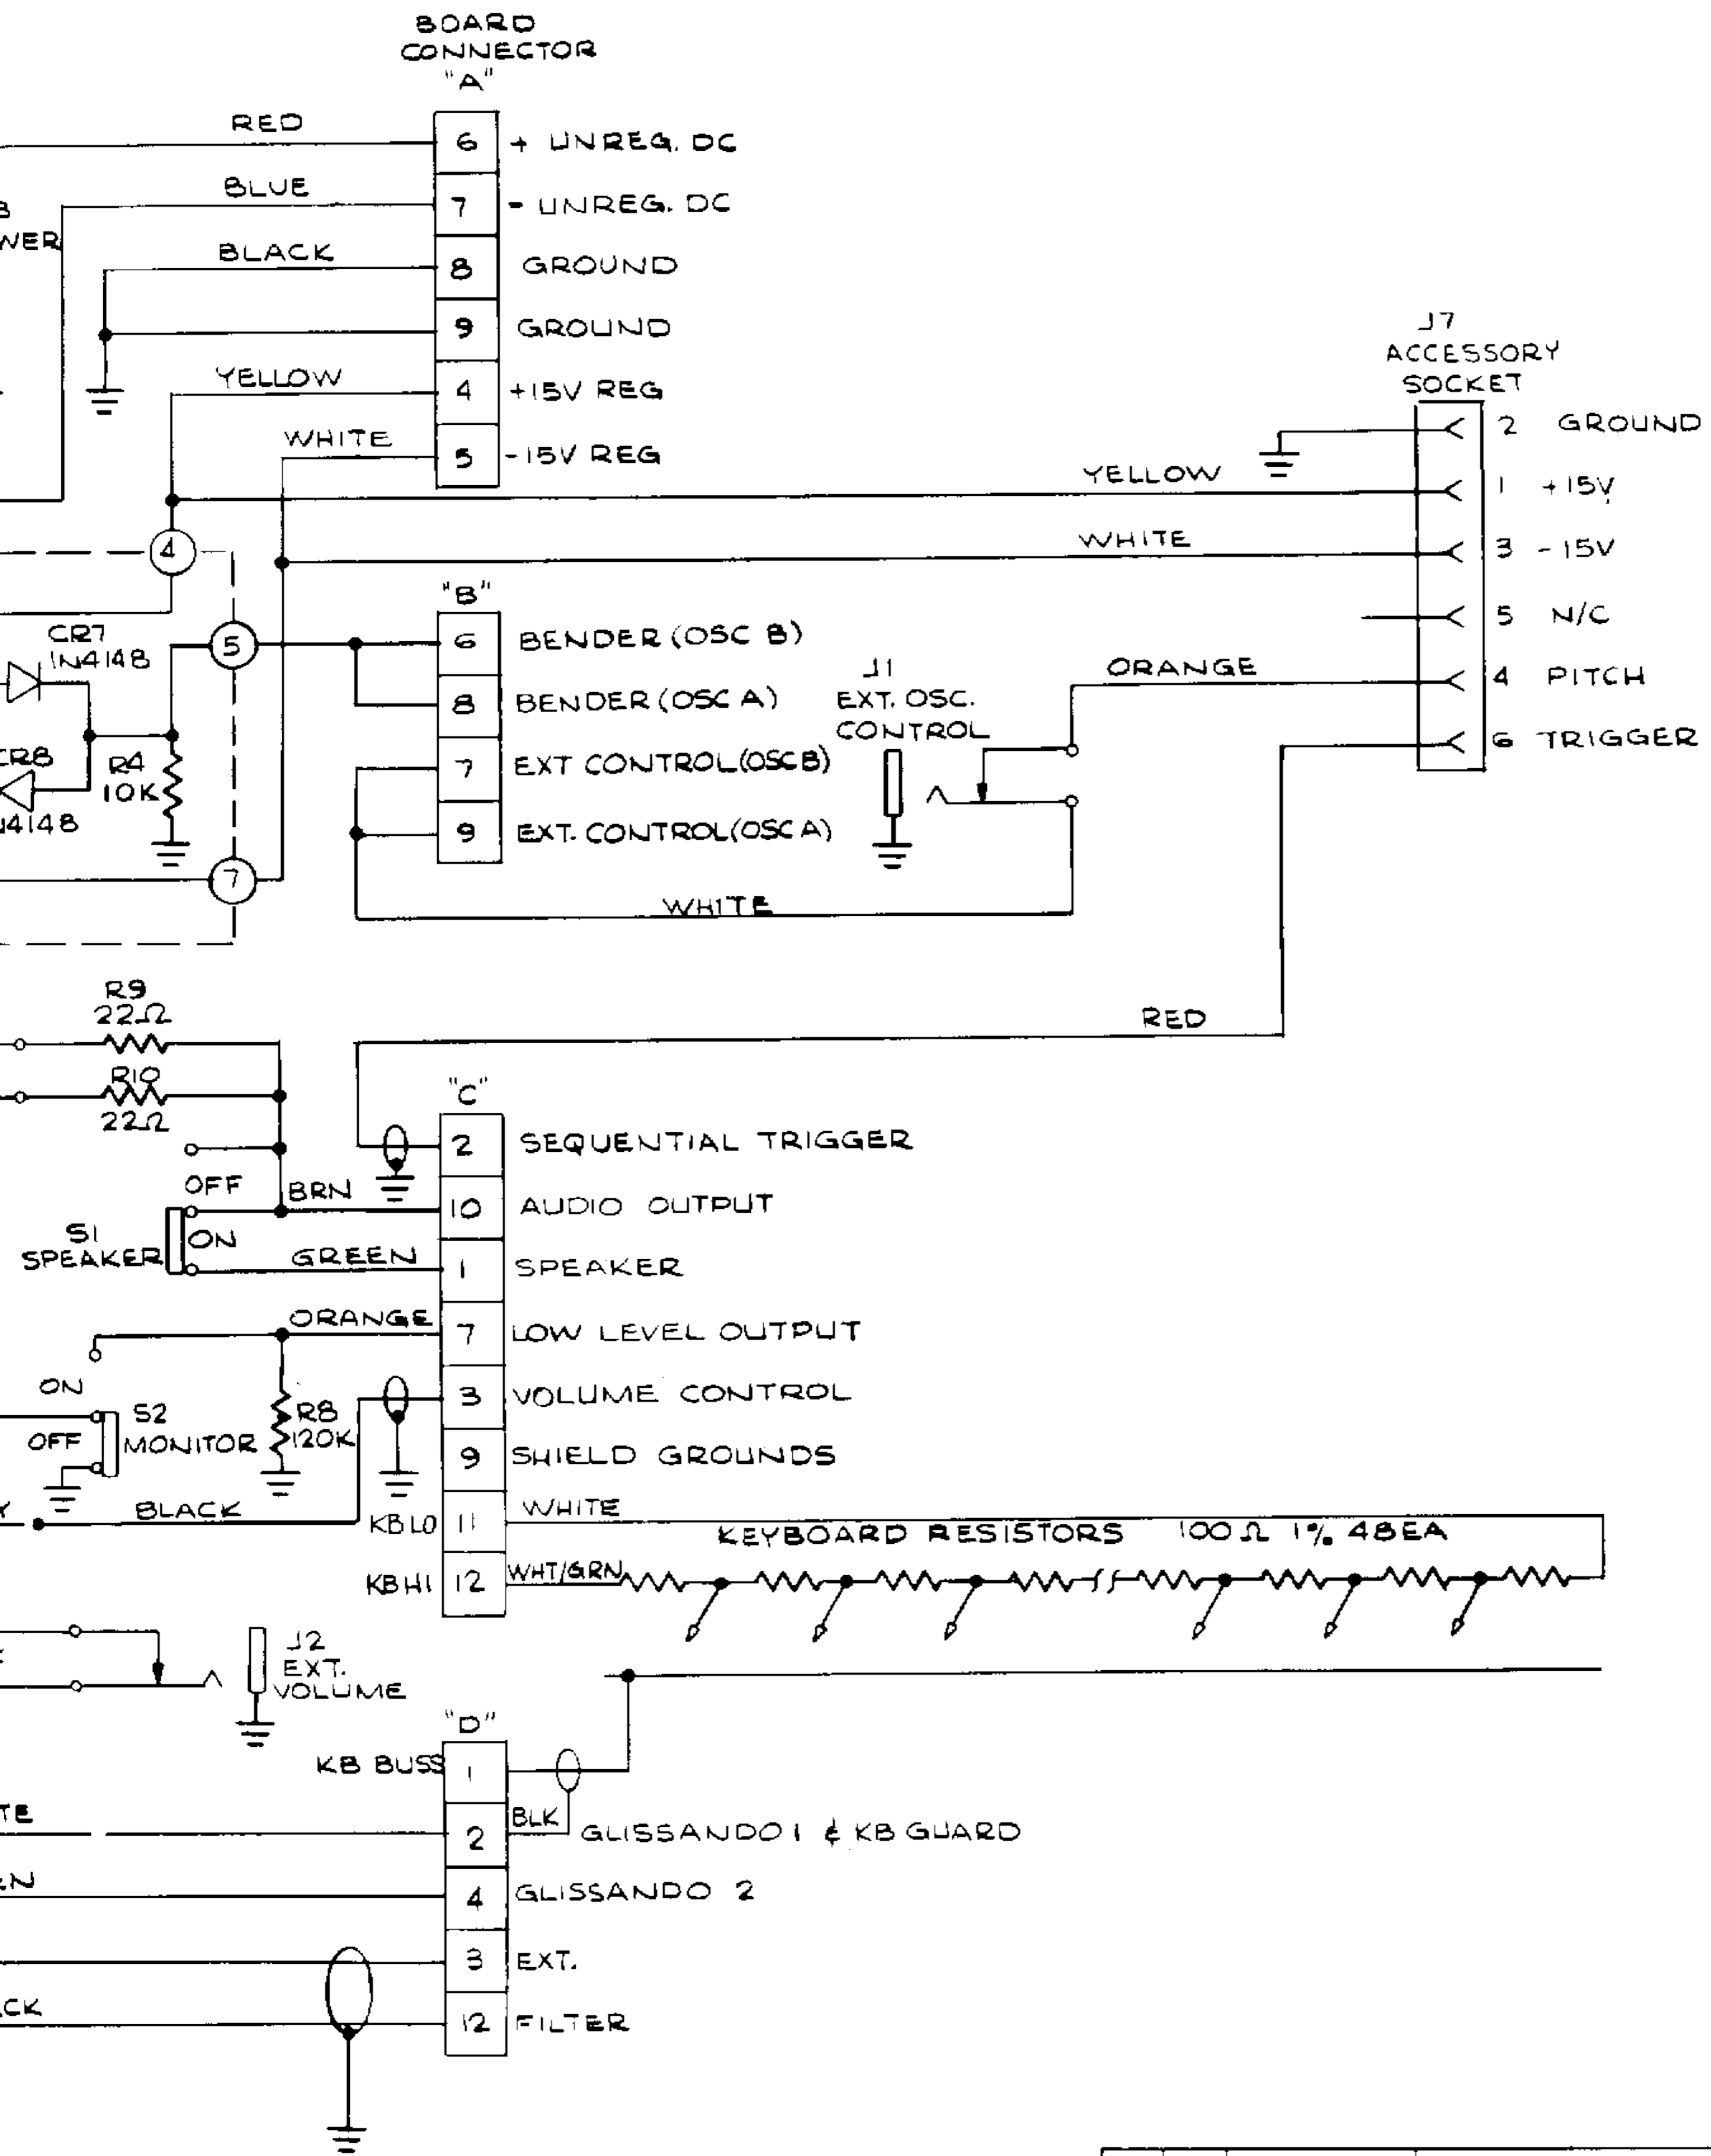 BOARD
CONNECTOR
"A"
RED
6 + UNREG. DC
BLUE
7 - UNREG. DC
BLACK
8 GROUND
9 GROUND
YELLOW
4 +15V REG
WHITE
5 -15V REG
J7
ACCESSORY
SOCKET
2 GROUND
YELLOW
1 +15V
WHITE
3 -15V
5 N/C
ORANGE
4 PITCH
6 TRIGGER
4
5
7
CR7
1N4148
CR8
R4
10K
"B"
6 BENDER (OSC B)
8 BENDER (OSC A)
7 EXT CONTROL (OSC B)
9 EXT. CONTROL (OSC A)
J1
EXT. OSC.
CONTROL
WHITE
RED
R9
22Ω
R10
22Ω
"C"
2 SEQUENTIAL TRIGGER
OFF
BRN
10 AUDIO OUTPUT
S1
SPEAKER
ON
GREEN
1 SPEAKER
ORANGE
7 LOW LEVEL OUTPUT
3 VOLUME CONTROL
ON
OFF
S2
MONITOR
R8
120K
9 SHIELD GROUNDS
BLACK
KB LO 11 WHITE
KEYBOARD RESISTORS 100Ω 1% 48EA
KB HI 12 WHT/GRN
J2
EXT.
VOLUME
"D"
KB BUSS 1
2 BLK GLISSANDO 1 & KB GUARD
4 GLISSANDO 2
3 EXT.
12 FILTER